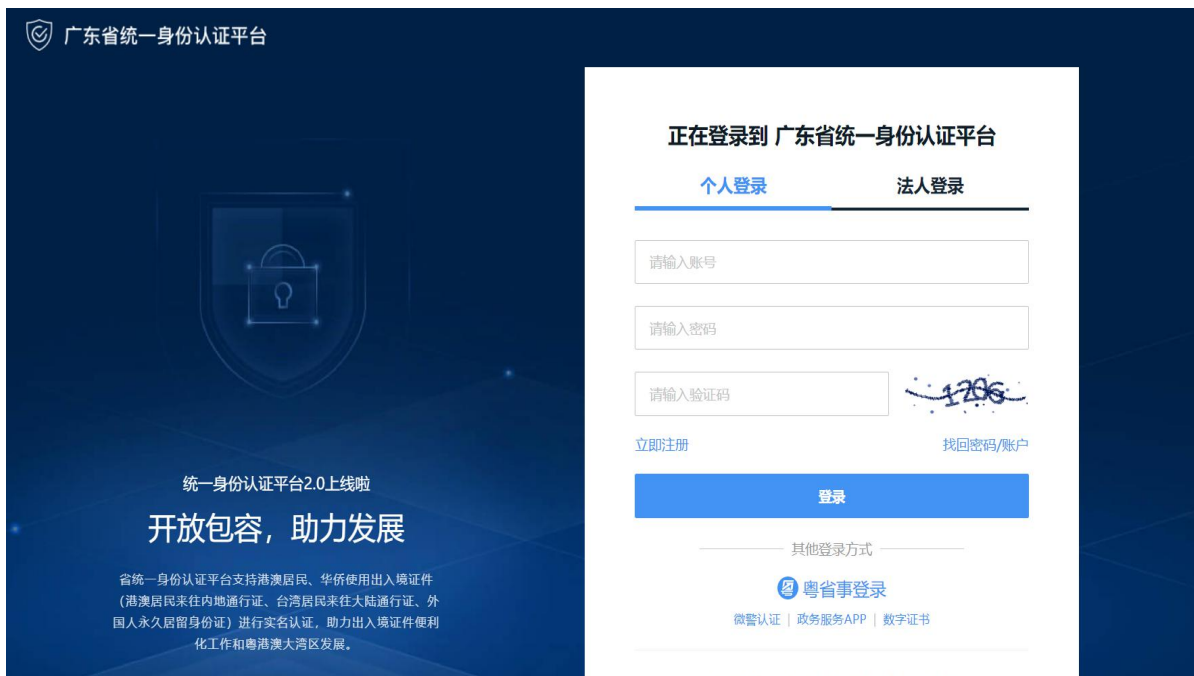 广东省统一身份认证平台
正在登录到 广东省统一身份认证平台
个人登录 法人登录
请输入账号
请输入密码
请输入验证码 1206
立即注册 找回密码/账户
登录
其他登录方式
粤省事登录
微警认证 | 政务服务APP | 数字证书
统一身份认证平台2.0上线啦
开放包容，助力发展
省统一身份认证平台支持港澳居民、华侨使用出入境证件
（港澳居民来往内地通行证、台湾居民来往大陆通行证、外
国人永久居留身份证）进行实名认证，助力出入境证件便利
化工作和粤港澳大湾区发展。